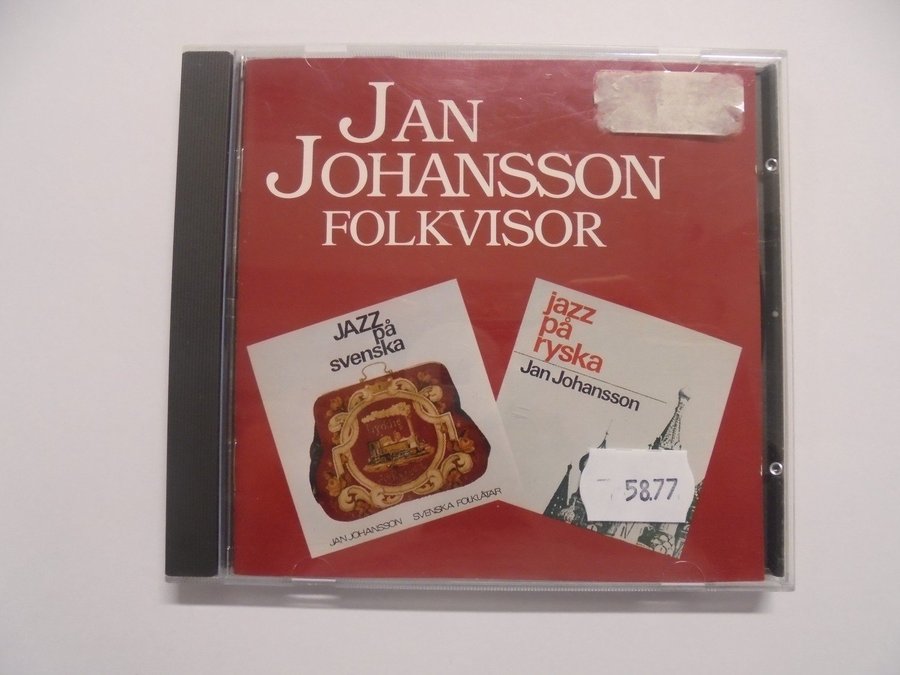 JAN
JOHANSSON
FOLKVISOR
JAZZ
på
svenska
JAN JOHANSSON SVENSKA FOLKLÅTAR
jazz
på
ryska
Jan Johansson
58.77